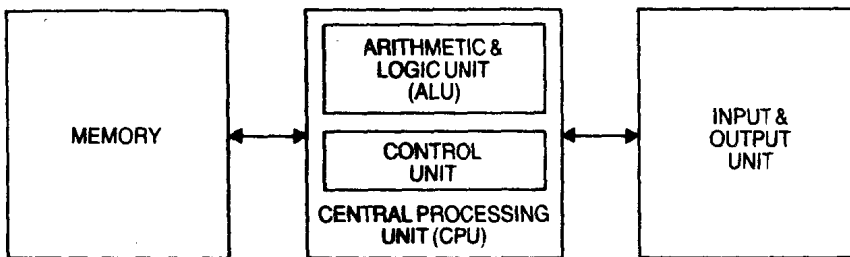 MEMORY
ARITHMETIC &
LOGIC UNIT
(ALU)
CONTROL
UNIT
CENTRAL PROCESSING
UNIT (CPU)
INPUT &
OUTPUT
UNIT